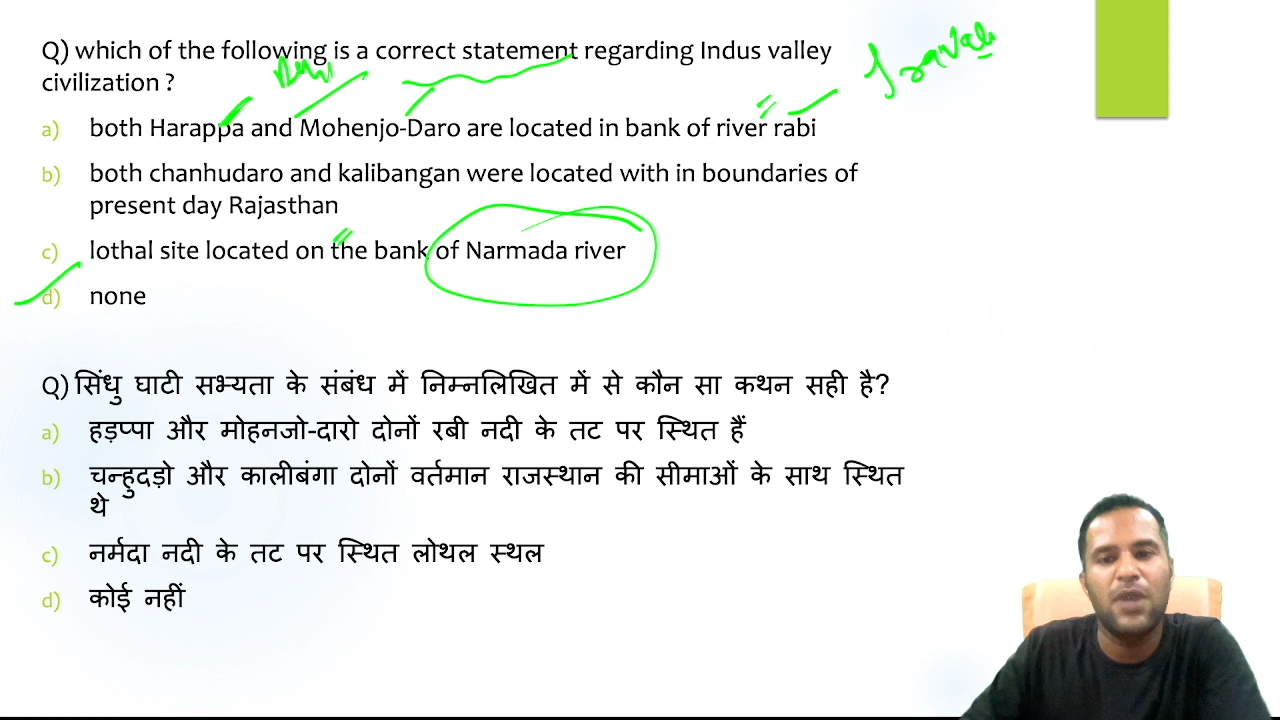 Q) which of the following is a correct statement regarding Indus valley
civilization ?
a) both Harappa and Mohenjo-Daro are located in bank of river rabi
b) both chanhudaro and kalibangan were located with in boundaries of
present day Rajasthan
c) lothal site located on the bank of Narmada river
d) none
Q) सिंधु घाटी सभ्यता के संबंध में निम्नलिखित में से कौन सा कथन सही है?
a) हड़प्पा और मोहनजो-दारो दोनों रबी नदी के तट पर स्थित हैं
b) चन्हुदड़ो और कालीबंगा दोनों वर्तमान राजस्थान की सीमाओं के साथ स्थित
थे
c) नर्मदा नदी के तट पर स्थित लोथल स्थल
d) कोई नहीं